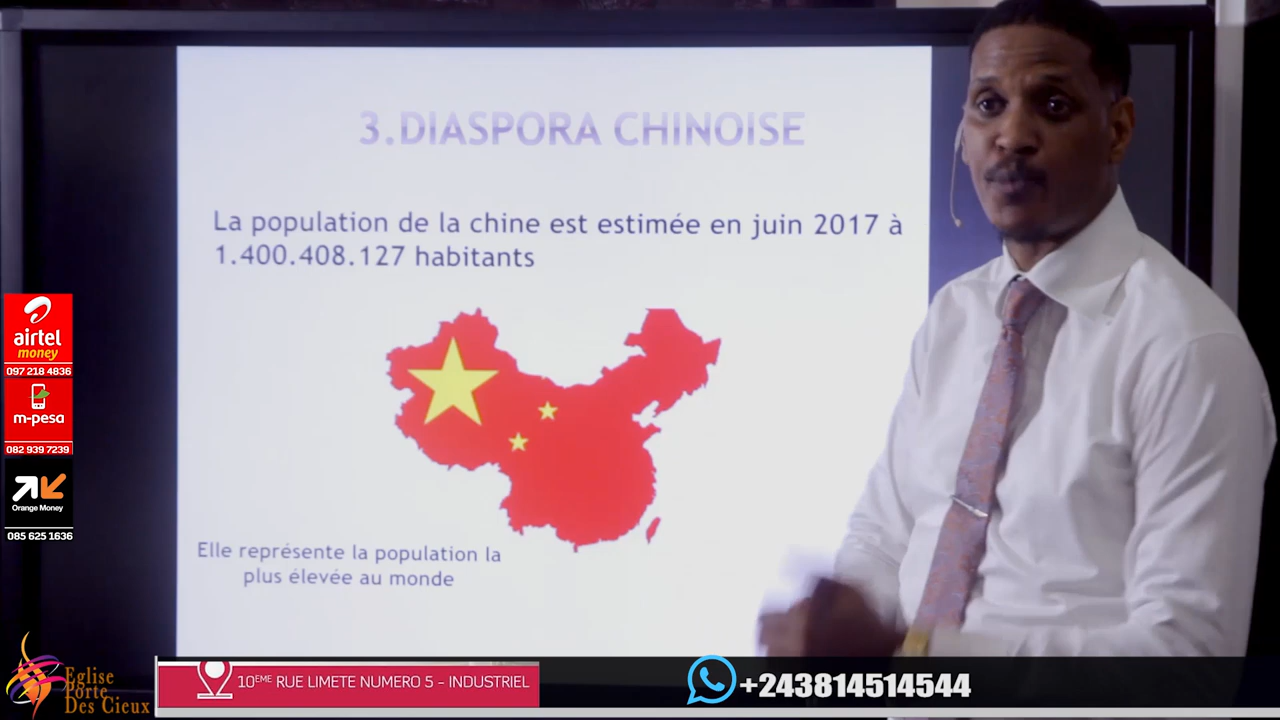 3.DIASPORA CHINOISE
La population de la chine est estimée en juin 2017 à
1.400.408.127 habitants
Elle représente la population la
plus élevée au monde
airtel
money
097 218 4836
m-pesa
082 939 7239
Orange Money
085 625 1636
Eglise
Porte
Des Cieux
10EME RUE LIMETE NUMERO 5 - INDUSTRIEL
+243814514544